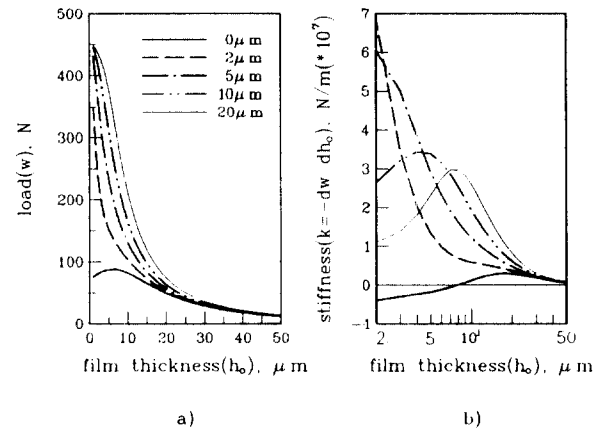 500
400
300
200
100
0
load(w), N
0μm
2μm
5μm
10μm
20μm
0 10 20 30 40 50
film thickness(h₀), μm
a)
7
6
5
4
3
2
1
0
-1
stiffness(k=-dw dh₀), N/m(*10⁷)
2 5 10¹ 50
film thickness(h₀), μm
b)